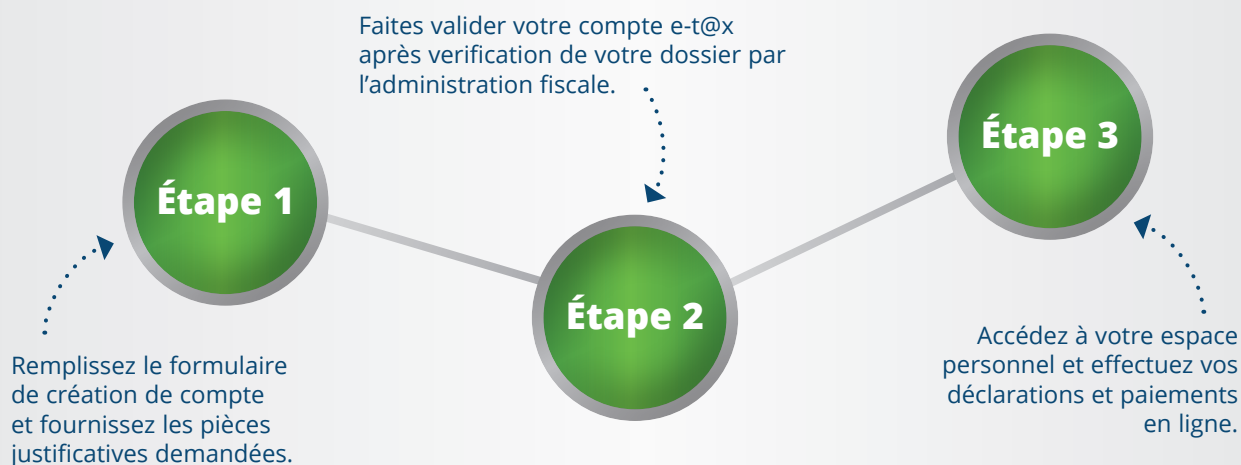 Étape 1
Remplissez le formulaire
de création de compte
et fournissez les pièces
justificatives demandées.
Faites valider votre compte e-t@x
après verification de votre dossier par
l’administration fiscale.
Étape 2
Étape 3
Accédez à votre espace
personnel et effectuez vos
déclarations et paiements
en ligne.